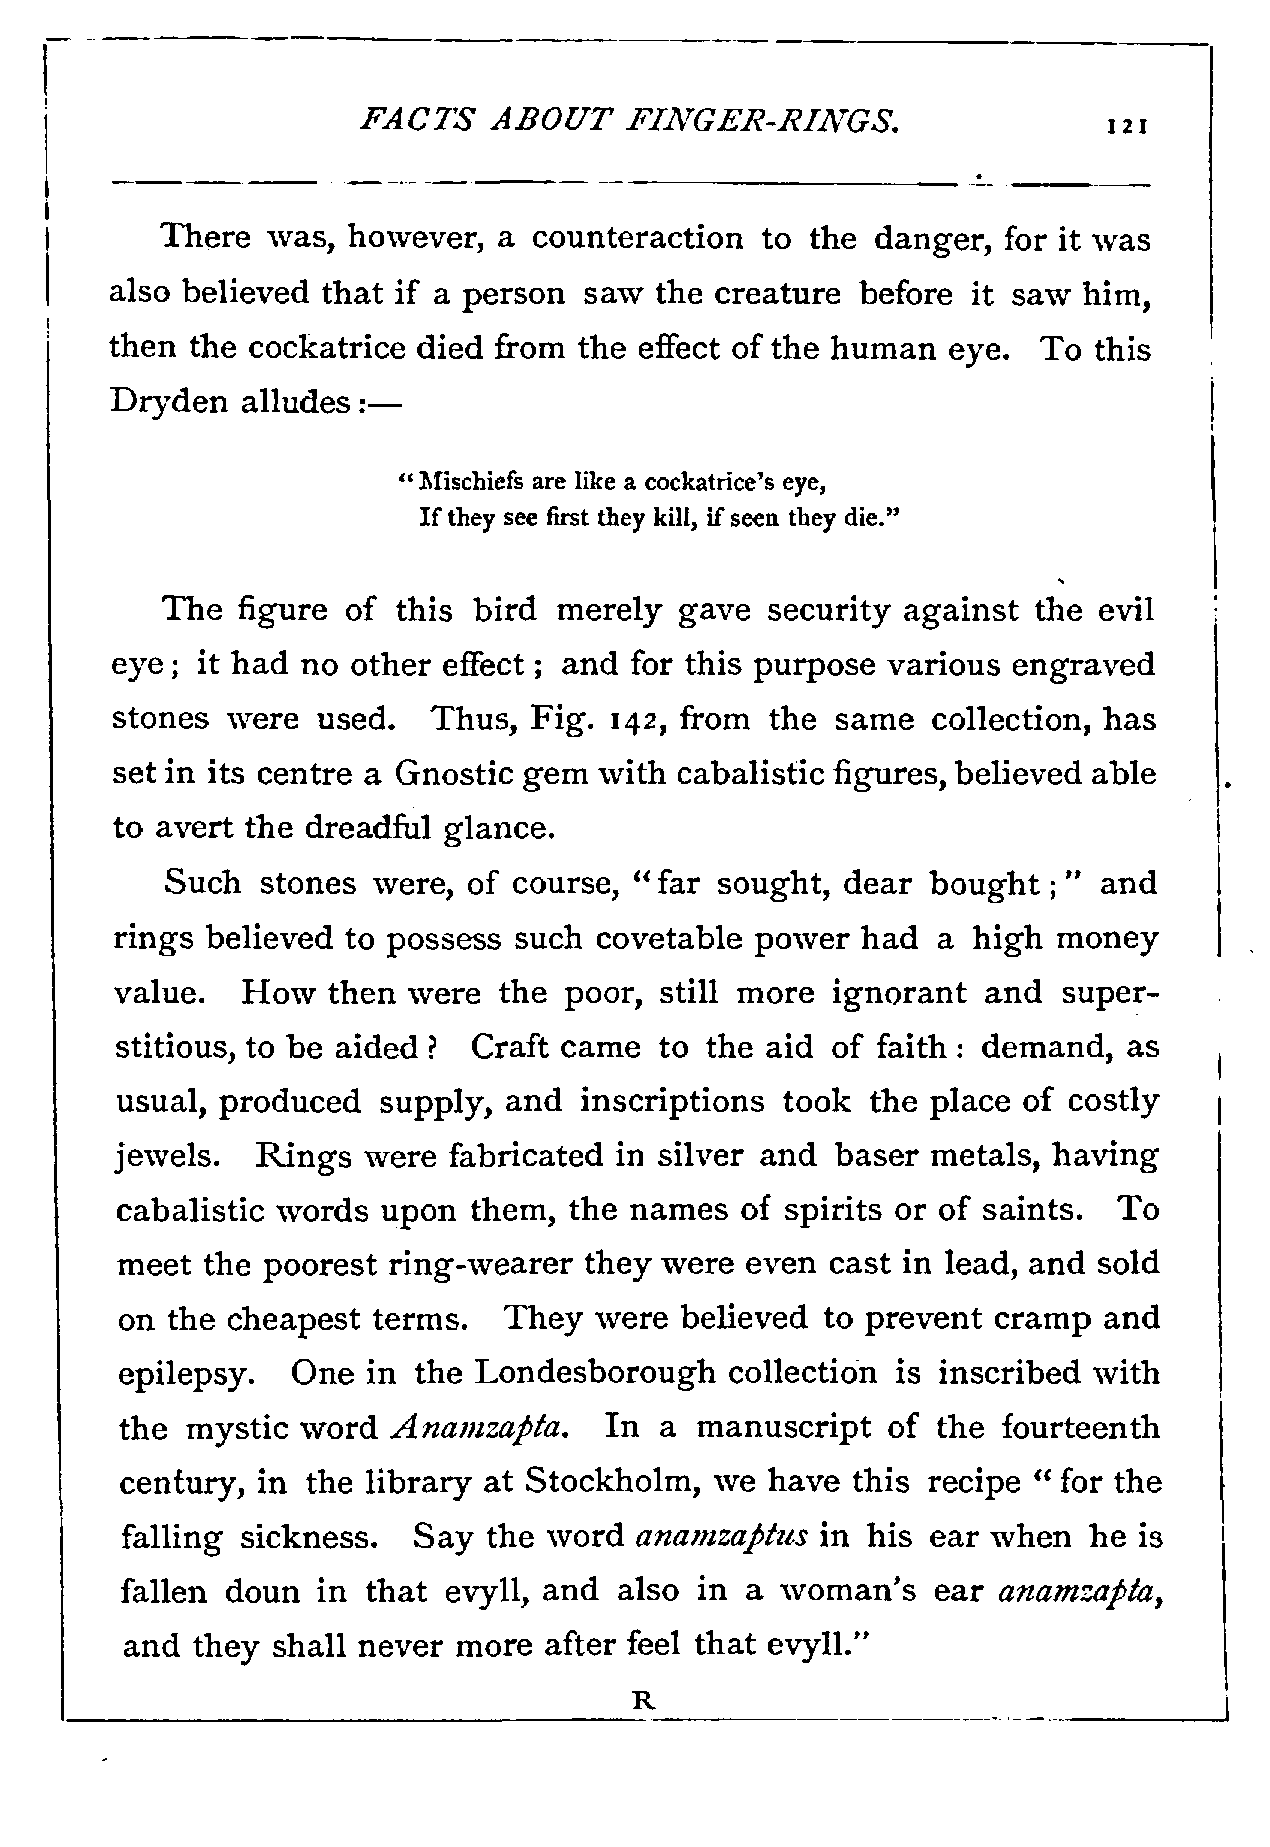 FACTS ABOUT FINGER-RINGS. 121
There was, however, a counteraction to the danger, for it was
also believed that if a person saw the creature before it saw him,
then the cockatrice died from the effect of the human eye. To this
Dryden alludes :—
“Mischiefs are like a cockatrice's eye,
If they see first they kill, if seen they die.”
The figure of this bird merely gave security against the evil
eye ; it had no other effect ; and for this purpose various engraved
stones were used. Thus, Fig. 142, from the same collection, has
set in its centre a Gnostic gem with cabalistic figures, believed able
to avert the dreadful glance.
Such stones were, of course, “far sought, dear bought ;” and
rings believed to possess such covetable power had a high money
value. How then were the poor, still more ignorant and super-
stitious, to be aided ? Craft came to the aid of faith : demand, as
usual, produced supply, and inscriptions took the place of costly
jewels. Rings were fabricated in silver and baser metals, having
cabalistic words upon them, the names of spirits or of saints. To
meet the poorest ring-wearer they were even cast in lead, and sold
on the cheapest terms. They were believed to prevent cramp and
epilepsy. One in the Londesborough collection is inscribed with
the mystic word Anamzapta. In a manuscript of the fourteenth
century, in the library at Stockholm, we have this recipe “for the
falling sickness. Say the word anamzaptus in his ear when he is
fallen doun in that evyll, and also in a woman's ear anamzapta,
and they shall never more after feel that evyll.”
R